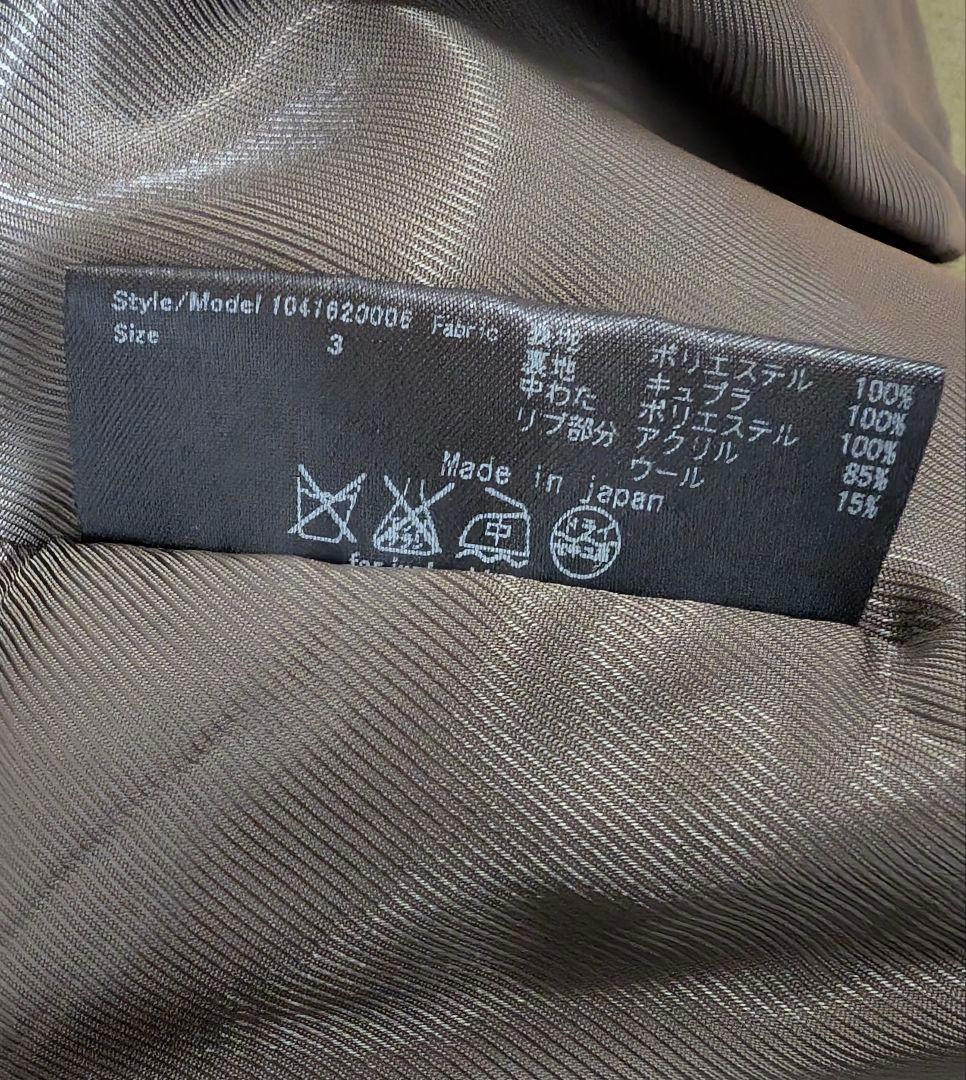 Style/Model 1041620006 Fabric 表地 ポリエステル 100%
Size 3 裏地 キュプラ 100%
中わた ポリエステル 100%
リブ部分 アクリル 85%
ウール 15%
Made in japan
中